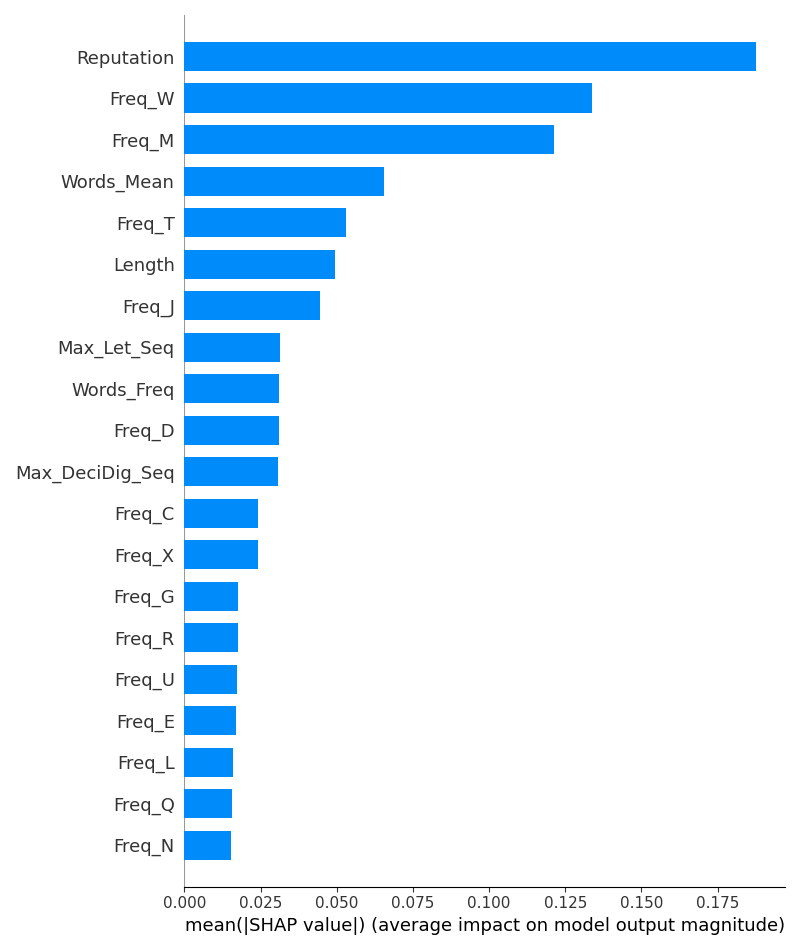 Reputation
Freq_W
Freq_M
Words_Mean
Freq_T
Length
Freq_J
Max_Let_Seq
Words_Freq
Freq_D
Max_DeciDig_Seq
Freq_C
Freq_X
Freq_G
Freq_R
Freq_U
Freq_E
Freq_L
Freq_Q
Freq_N
0.000 0.025 0.050 0.075 0.100 0.125 0.150 0.175
mean(|SHAP value|) (average impact on model output magnitude)